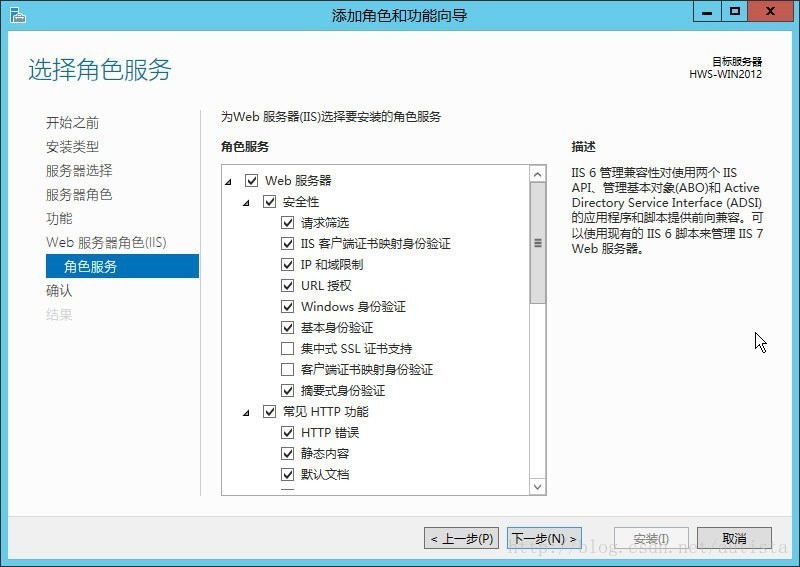 添加角色和功能向导
选择角色服务
目标服务器
HWS-WIN2012
开始之前
安装类型
服务器选择
服务器角色
功能
Web 服务器角色(IIS)
角色服务
确认
结果
为Web 服务器(IIS)选择要安装的角色服务
角色服务
Web 服务器
安全性
请求筛选
IIS 客户端证书映射身份验证
IP 和域限制
URL 授权
Windows 身份验证
基本身份验证
集中式 SSL 证书支持
客户端证书映射身份验证
摘要式身份验证
常见 HTTP 功能
HTTP 错误
静态内容
默认文档
描述
IIS 6 管理兼容性对使用两个 IIS
API、管理基本对象(ABO)和 Active
Directory Service Interface (ADSI)
的应用程序和脚本提供前向兼容。可
以使用现有的 IIS 6 脚本来管理 IIS 7
Web 服务器。
< 上一步(P)
下一步(N) >
安装(I)
取消